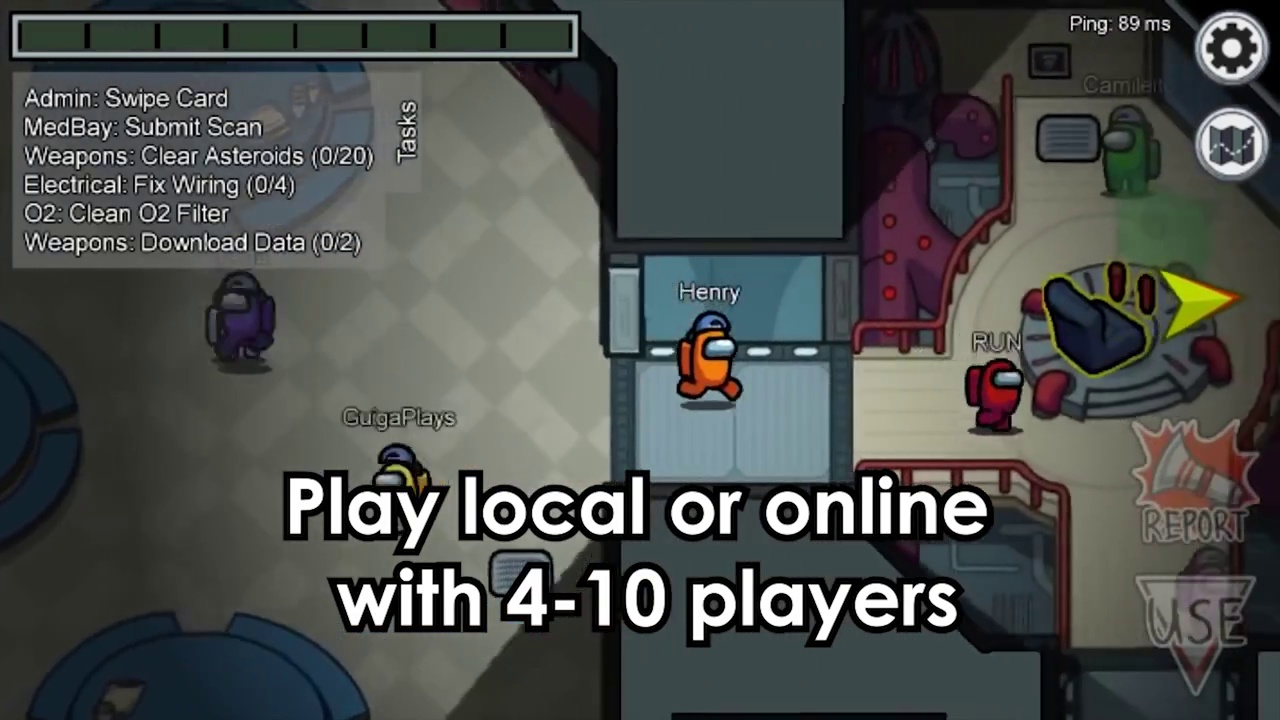 Ping: 89 ms
Admin: Swipe Card
MedBay: Submit Scan
Weapons: Clear Asteroids (0/20)
Electrical: Fix Wiring (0/4)
O2: Clean O2 Filter
Weapons: Download Data (0/2)
Tasks
Henry
RUN
GuigaPlays
Play local or online
with 4-10 players
REPORT
USE